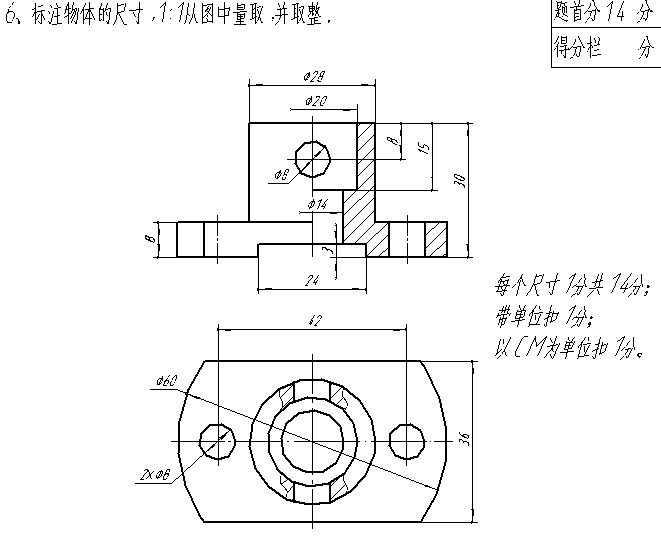 6、标注物体的尺寸,1:1从图中量取,并取整.
题首分 14 分
得分栏 分
Φ28
Φ20
8
15
30
Φ8
Φ14
8
3
24
每个尺寸1分共14分;
带单位扣1分;
以CM为单位扣1分。
42
Φ60
36
2XΦ8